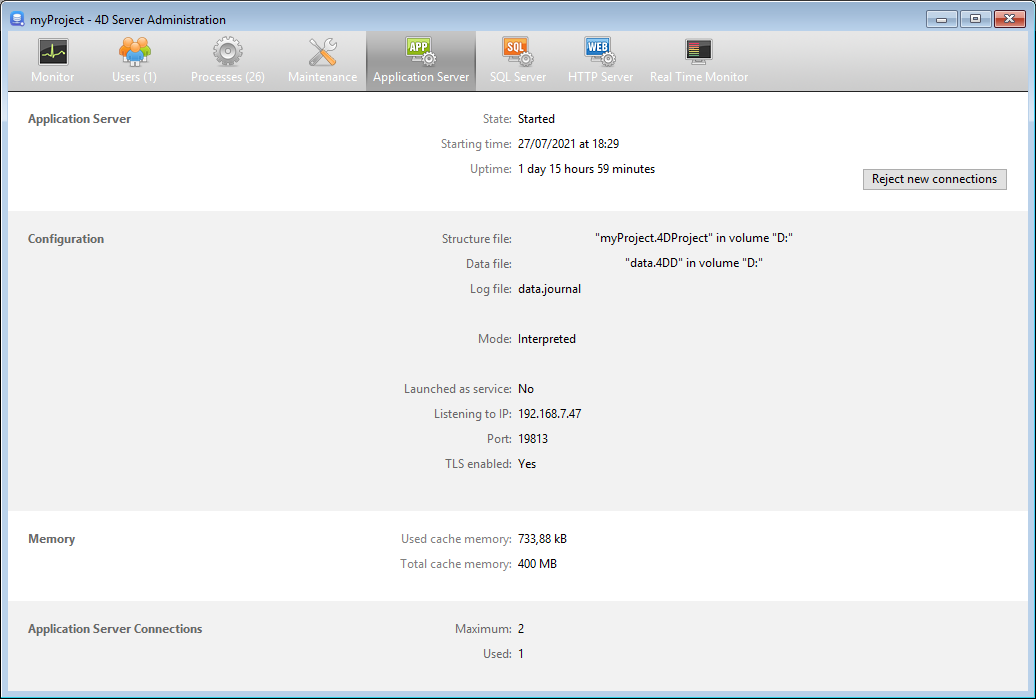 myProject - 4D Server Administration
Monitor Users (1) Processes (26) Maintenance APP Application Server SQL SQL Server WEB HTTP Server Real Time Monitor
Application Server
State: Started
Starting time: 27/07/2021 at 18:29
Uptime: 1 day 15 hours 59 minutes
Reject new connections
Configuration
Structure file: "myProject.4DProject" in volume "D:"
Data file: "data.4DD" in volume "D:"
Log file: data.journal
Mode: Interpreted
Launched as service: No
Listening to IP: 192.168.7.47
Port: 19813
TLS enabled: Yes
Memory
Used cache memory: 733,88 kB
Total cache memory: 400 MB
Application Server Connections
Maximum: 2
Used: 1